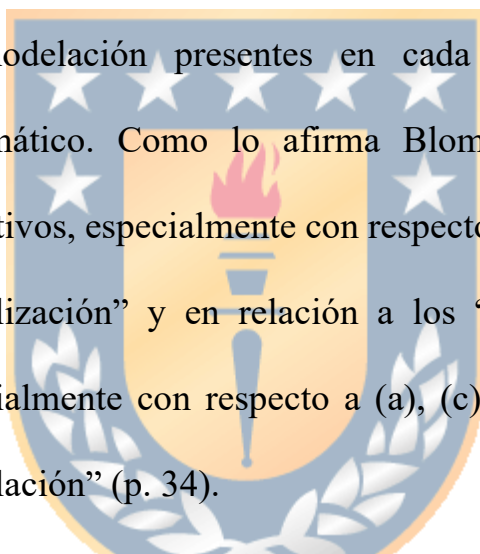 odelación presentes en cada
nático. Como lo afirma Blom
tivos, especialmente con respecto
lización” y en relación a los “
ialmente con respecto a (a), (c)
lación” (p. 34).